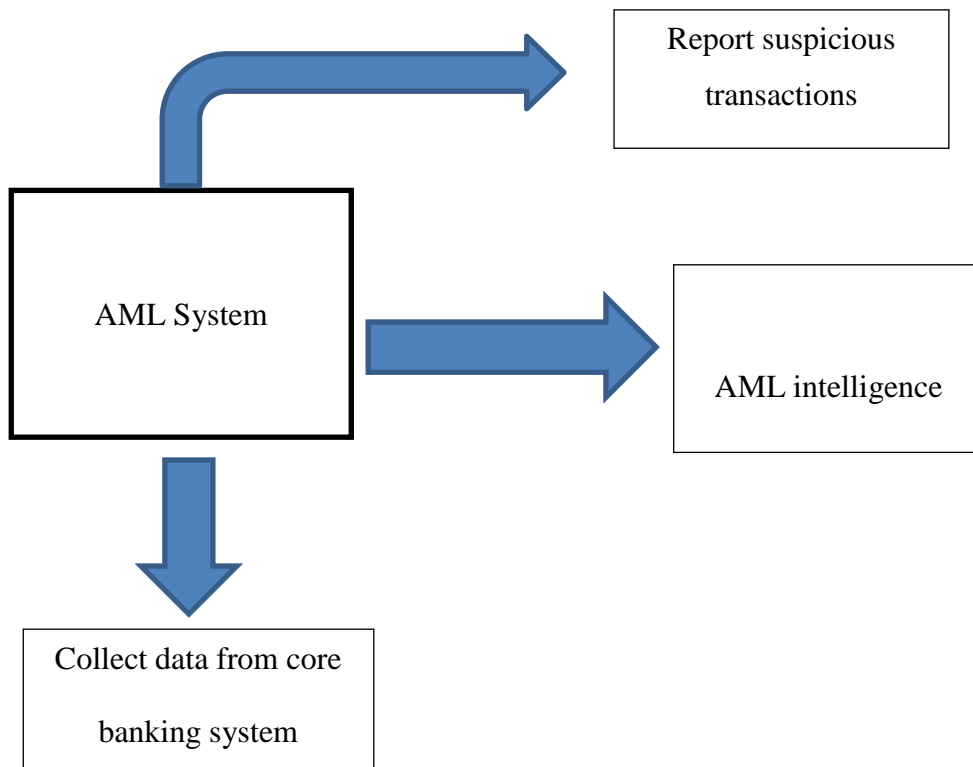 Report suspicious
transactions
AML System
AML intelligence
Collect data from core
banking system